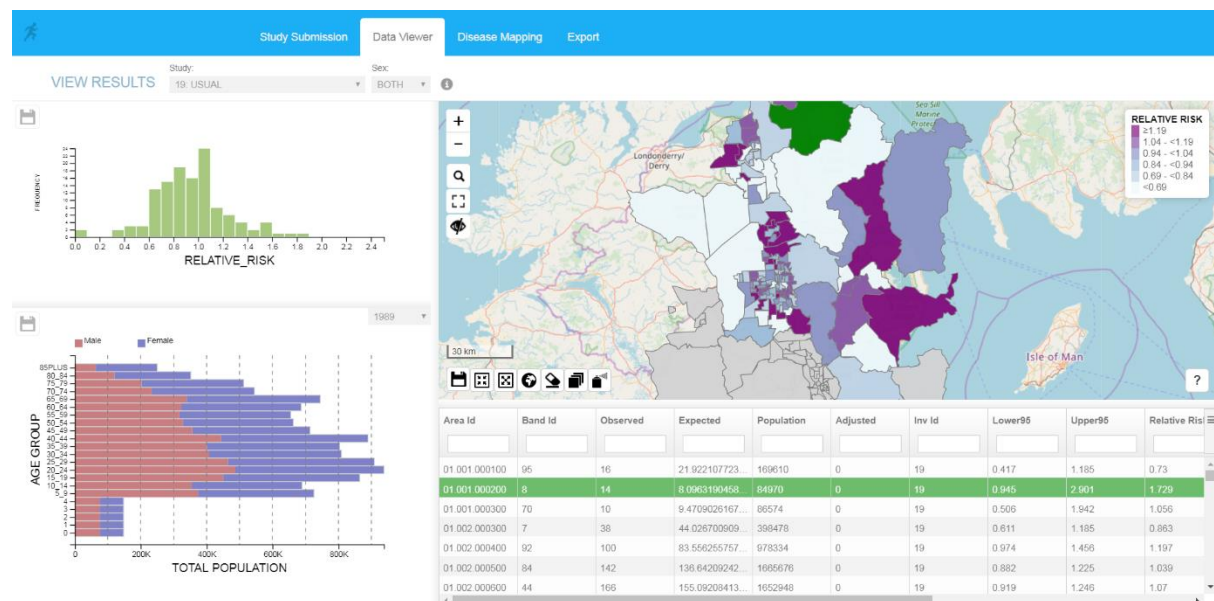 Study Submission Data Viewer Disease Mapping Export
VIEW RESULTS
Study:
19: USUAL
Sex:
BOTH
FREQUENCY
0.0 0.2 0.4 0.6 0.8 1.0 1.2 1.4 1.6 1.8 2.0 2.2 2.4
RELATIVE_RISK
1989
Male Female
AGE GROUP
85PLUS
80_84
75_79
70_74
65_69
60_64
55_59
50_54
45_49
40_44
35_39
30_34
25_29
20_24
15_19
10_14
5_9
4
3
2
1
0
0 200K 400K 600K 800K
TOTAL POPULATION
+
−
Londonderry/
Derry
Sea Sill
Marine
Isle of Man
30 km
?
RELATIVE RISK
≥1.19
1.04 - <1.19
0.94 - <1.04
0.84 - <0.94
0.69 - <0.84
<0.69
Area Id Band Id Observed Expected Population Adjusted Inv Id Lower95 Upper95 Relative Ris
01.001.000100 95 16 21.922107723... 169610 0 19 0.417 1.185 0.73
01.001.000200 8 14 8.0963190458... 84970 0 19 0.945 2.901 1.729
01.001.000300 70 10 9.4709026167... 86574 0 19 0.506 1.942 1.056
01.002.000300 7 38 44.026700909... 398478 0 19 0.611 1.185 0.863
01.002.000400 92 100 83.556255757... 978334 0 19 0.974 1.456 1.197
01.002.000500 84 142 136.64209242... 1665676 0 19 0.882 1.225 1.039
01.002.000600 44 166 155.09208413... 1652948 0 19 0.919 1.246 1.07